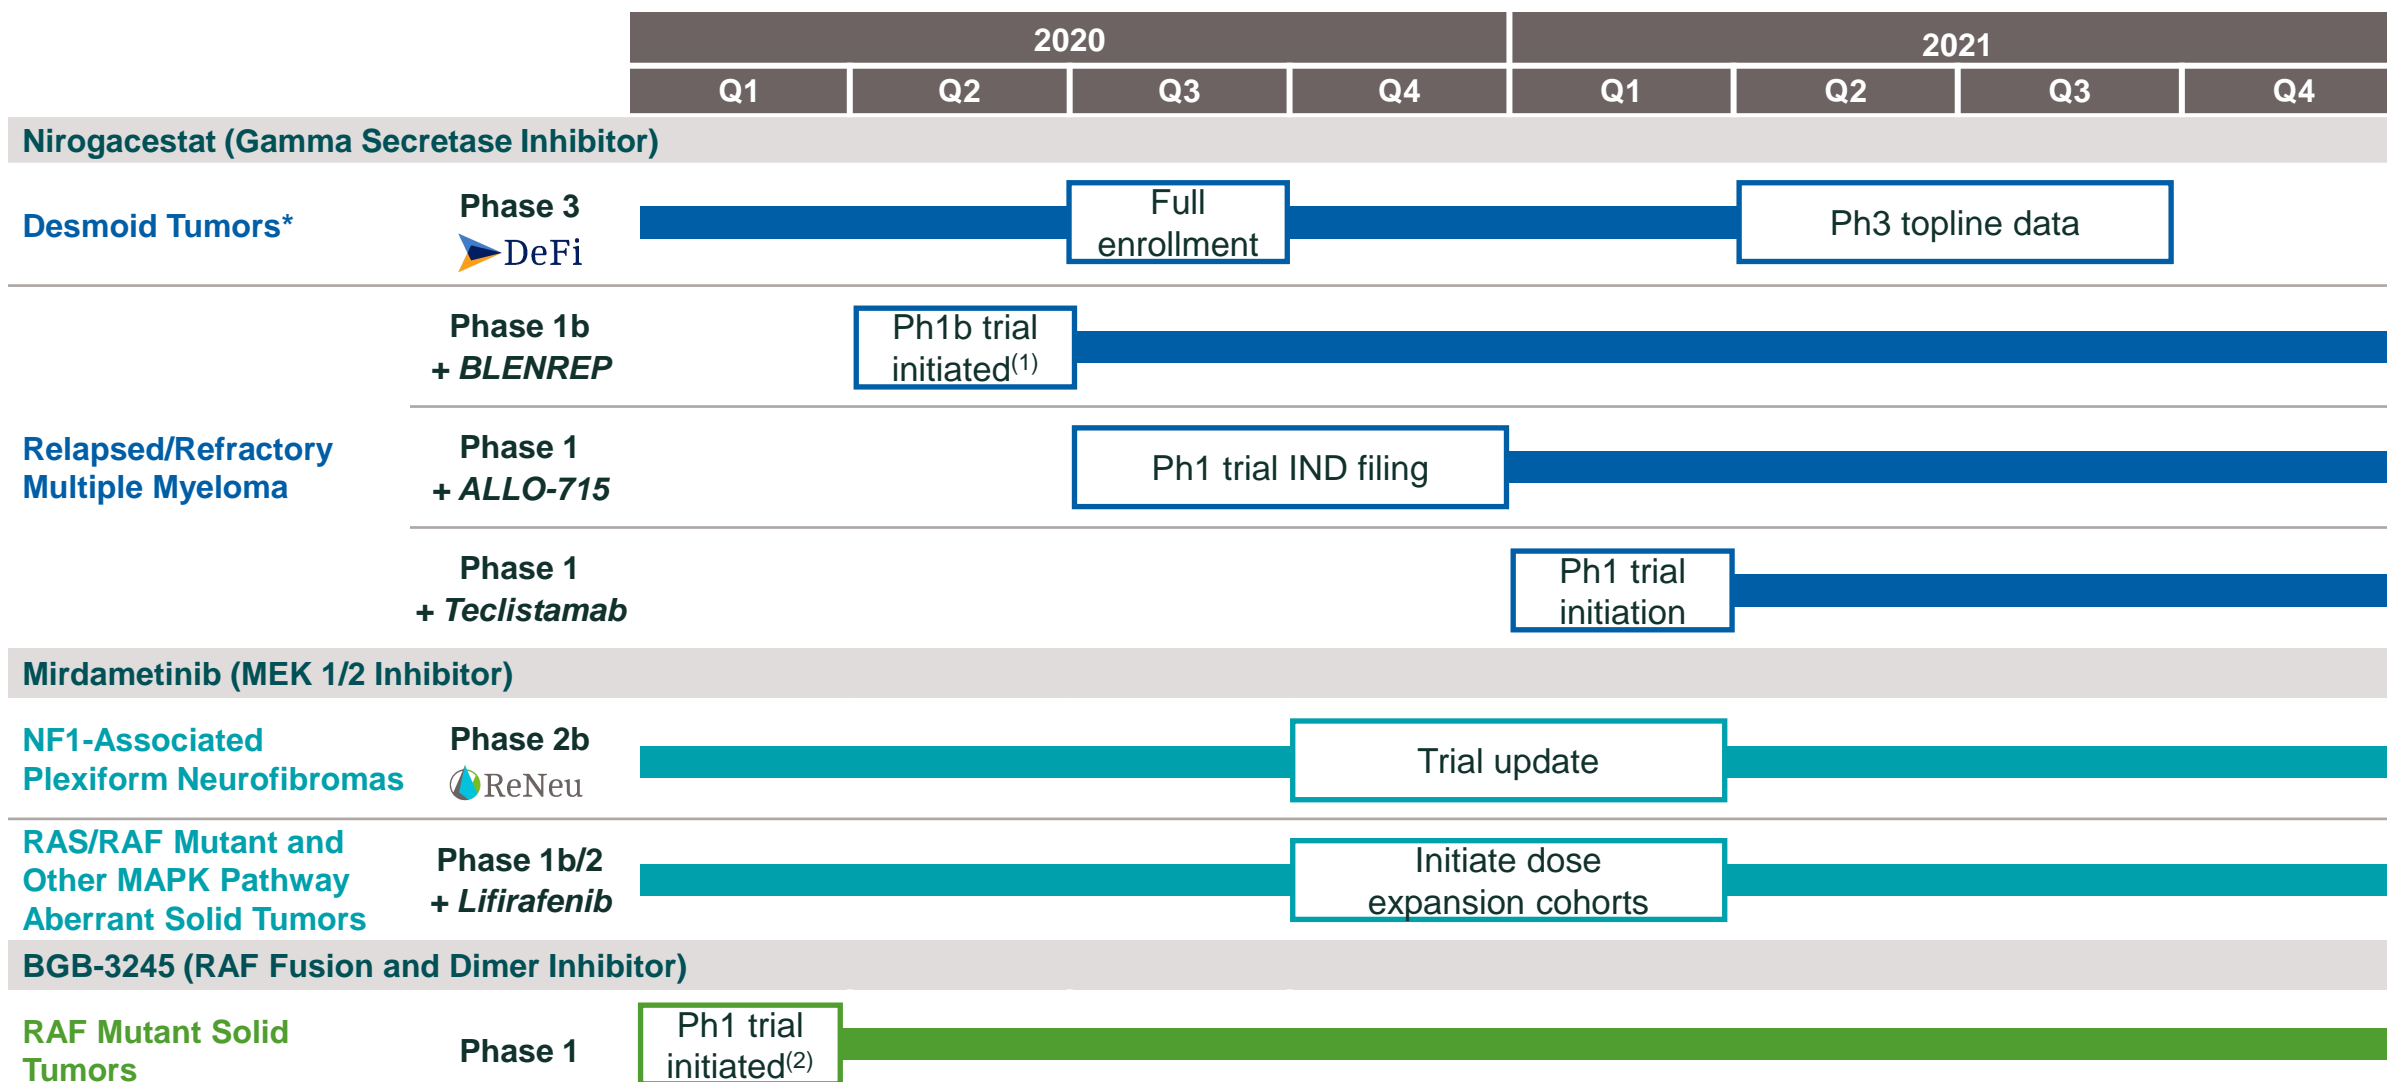 2020
2021
Q1
Q2
Q3
Q4
Q1
Q2
Q3
Q4
Nirogacestat (Gamma Secretase Inhibitor)
Desmoid Tumors*
Phase 3
DeFi
Full
enrollment
Ph3 topline data
Relapsed/Refractory
Multiple Myeloma
Phase 1b
+ BLENREP
Ph1b trial
initiated(1)
Phase 1
+ ALLO-715
Ph1 trial IND filing
Phase 1
+ Teclistamab
Ph1 trial
initiation
Mirdametinib (MEK 1/2 Inhibitor)
NF1-Associated
Plexiform Neurofibromas
Phase 2b
ReNeu
Trial update
RAS/RAF Mutant and
Other MAPK Pathway
Aberrant Solid Tumors
Phase 1b/2
+ Lifirafenib
Initiate dose
expansion cohorts
BGB-3245 (RAF Fusion and Dimer Inhibitor)
RAF Mutant Solid
Tumors
Phase 1
Ph1 trial
initiated(2)